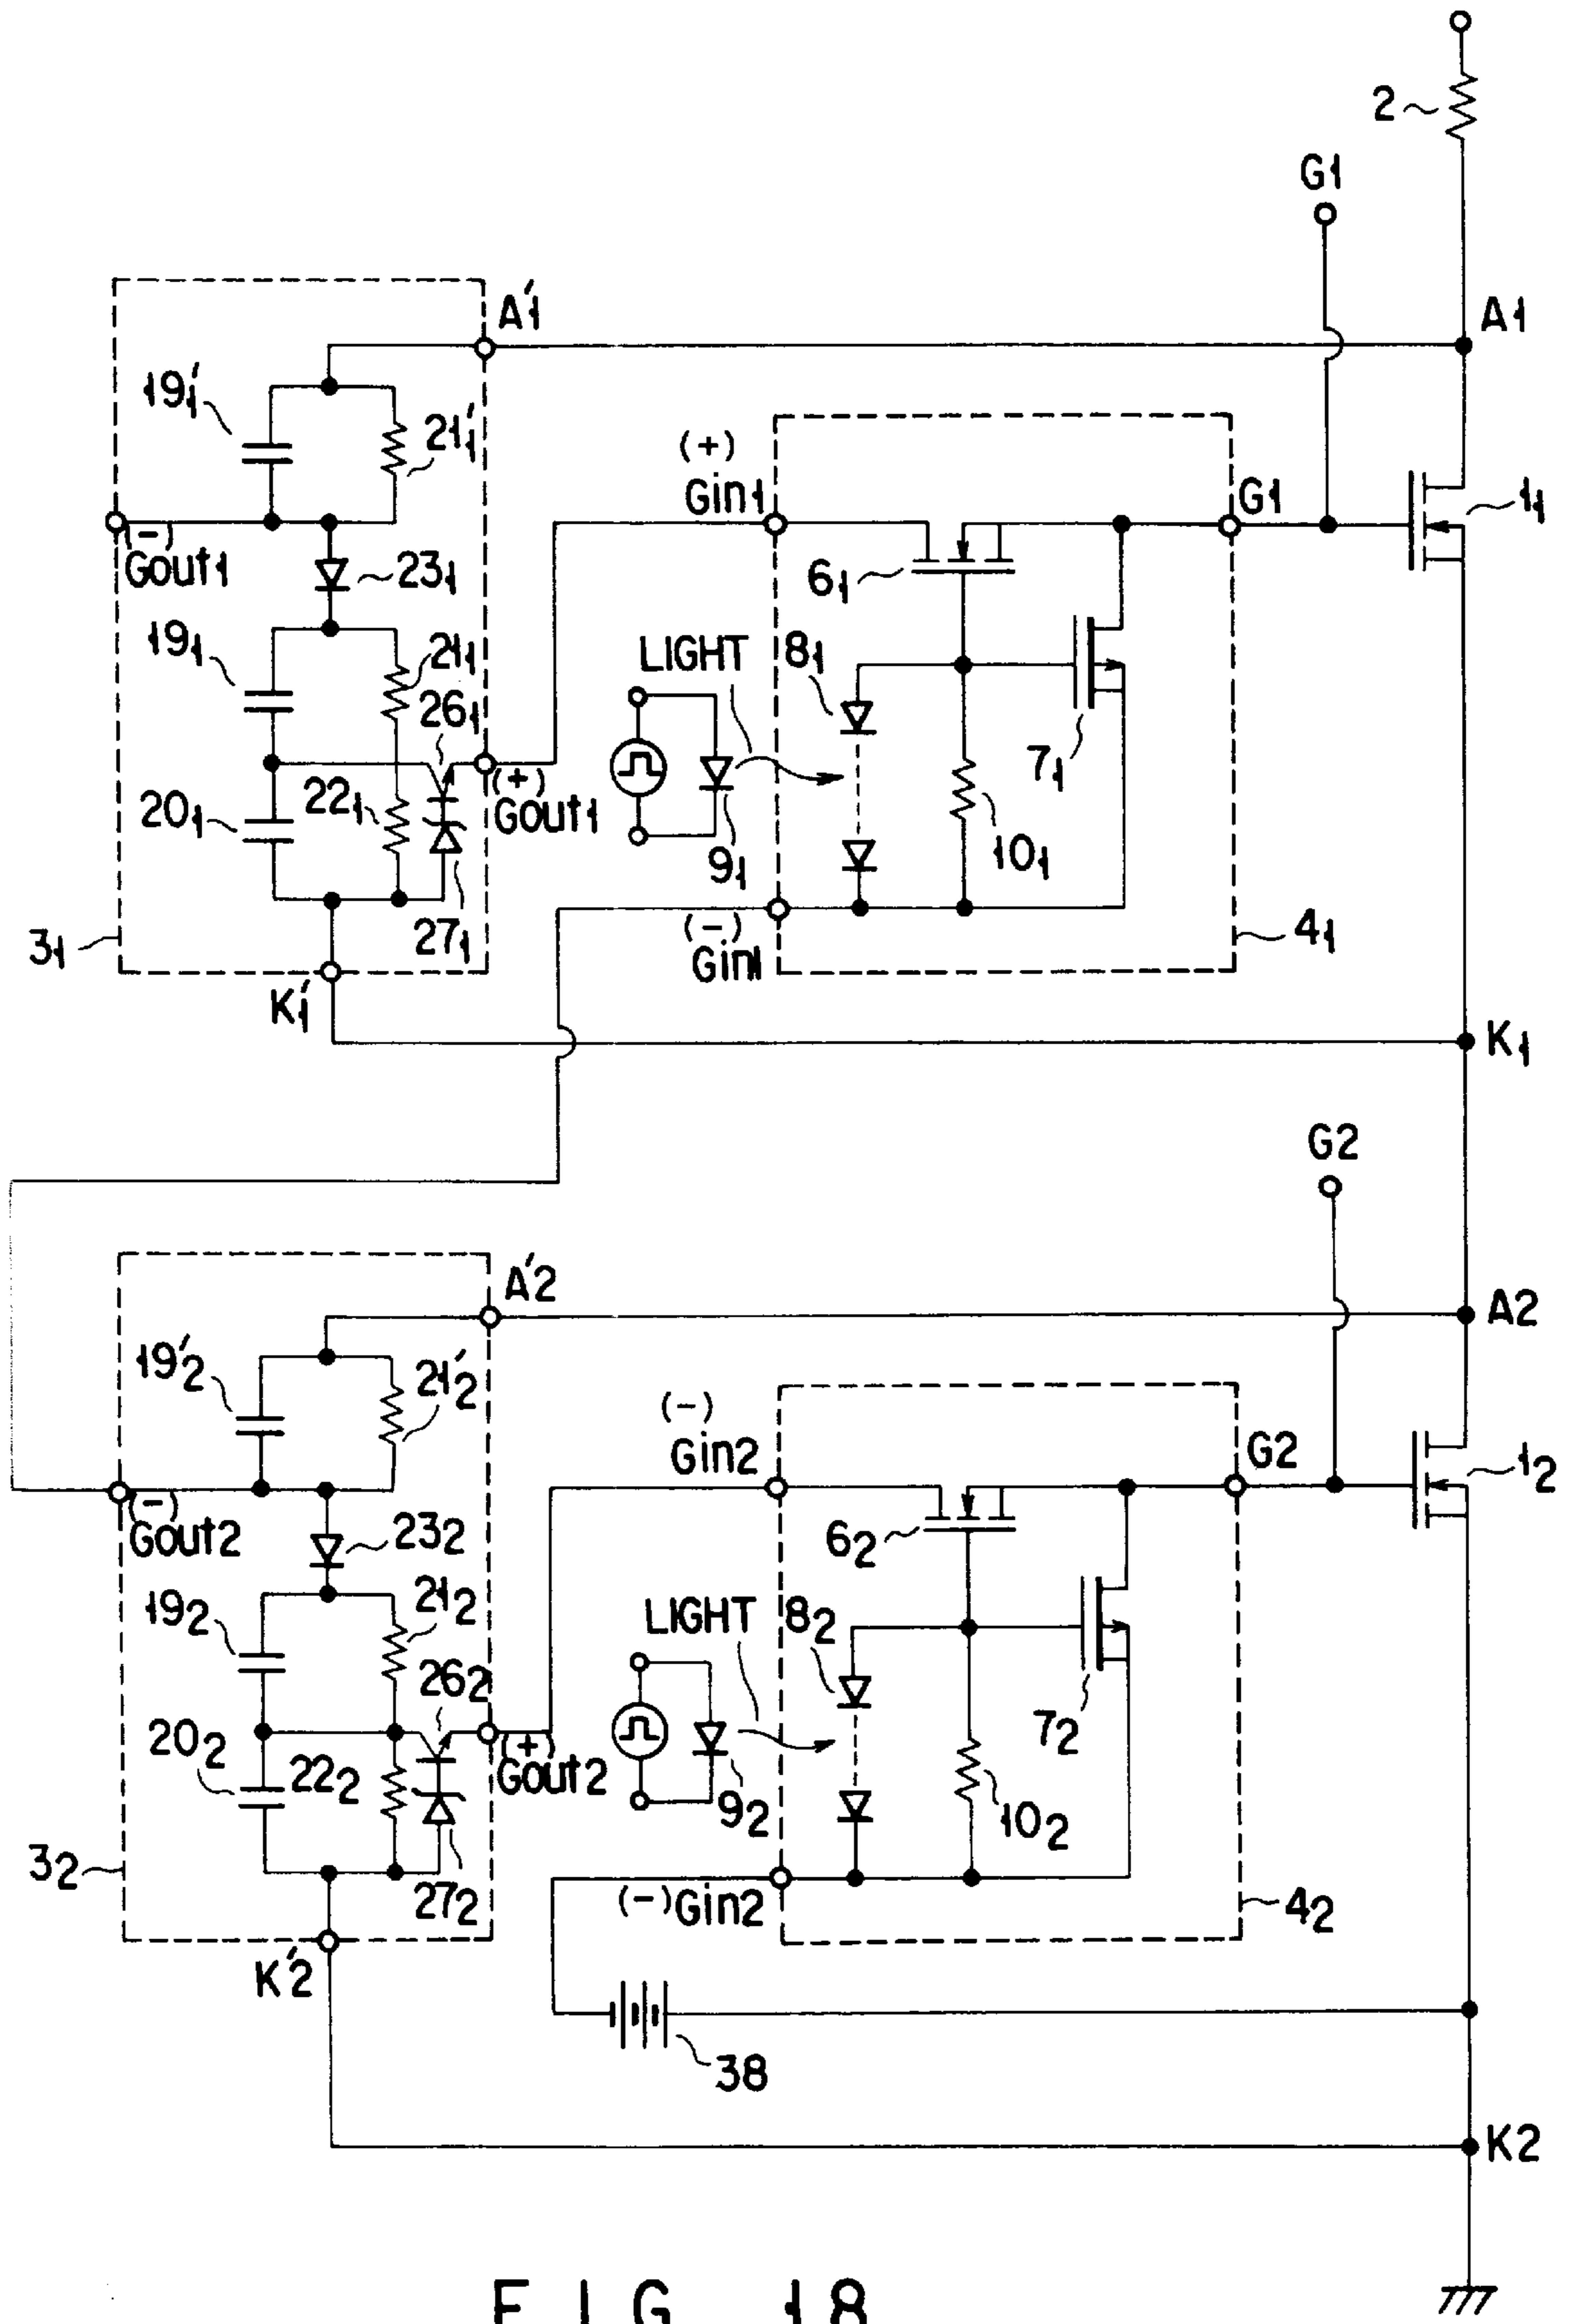 2
G1
A'1
A1
19'₁
21'₁
(+)
Gin1
G1
1₁
(-)
Gout1
23₁
6₁
19₁
21₁
LIGHT
8₁
26₁
7₁
20₁
22₁
(+)
Gout1
9₁
10₁
3₁
27₁
(-)
Gin1
4₁
K'₁
K₁
G2
A'2
A2
19'₂
21'₂
(-)
Gin2
G2
1₂
(-)
Gout2
23₂
6₂
19₂
21₂
LIGHT
8₂
26₂
7₂
20₂
22₂
(+)
Gout2
9₂
10₂
3₂
27₂
(-)Gin2
4₂
K'2
38
K2
FIG. 18